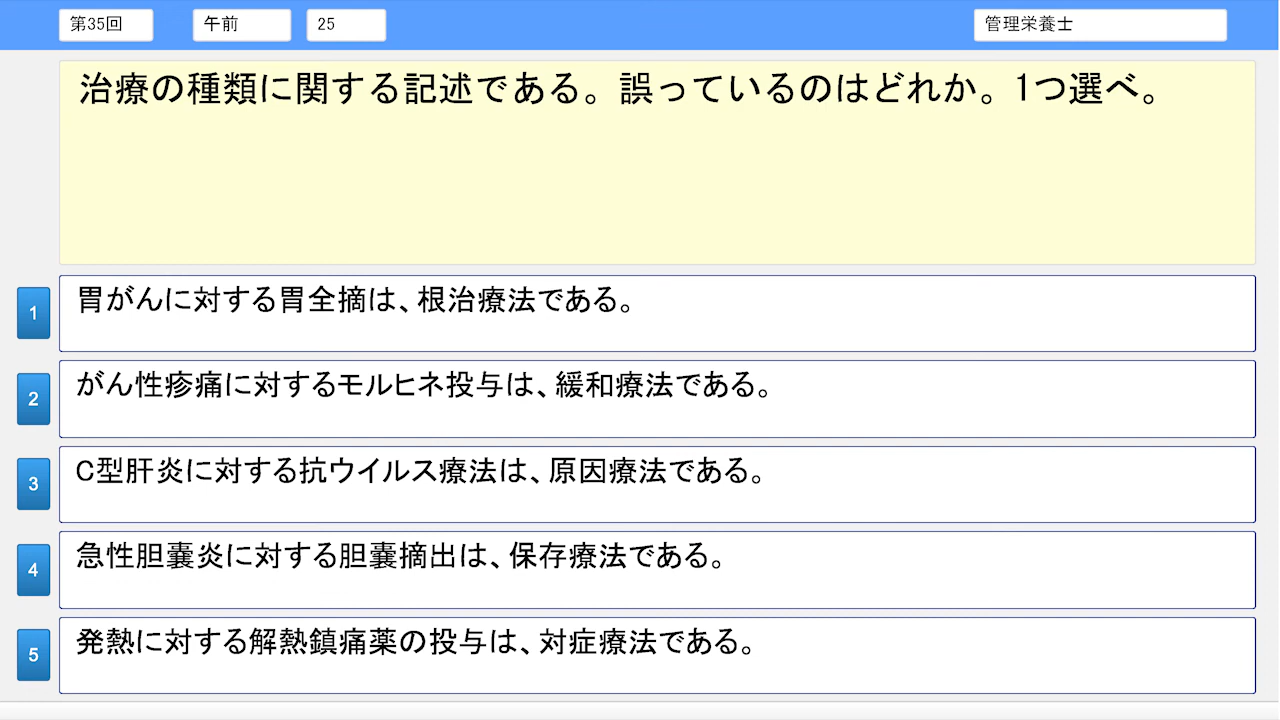 第35回 午前 25 管理栄養士
治療の種類に関する記述である。誤っているのはどれか。1つ選べ。
1 胃がんに対する胃全摘は、根治療法である。
2 がん性疹痛に対するモルヒネ投与は、緩和療法である。
3 C型肝炎に対する抗ウイルス療法は、原因療法である。
4 急性胆嚢炎に対する胆嚢摘出は、保存療法である。
5 発熱に対する解熱鎮痛薬の投与は、対症療法である。